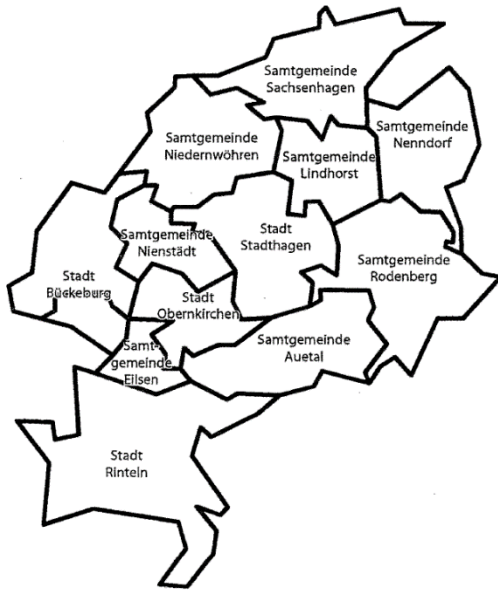 Samtgemeinde
Sachsenhagen
Samtgemeinde
Nenndorf
Samtgemeinde
Niedernwöhren
Samtgemeinde
Lindhorst
Samtgemeinde
Nienstädt
Stadt
Stadthagen
Samtgemeinde
Rodenberg
Stadt
Bückeburg
Stadt
Obernkirchen
Samt-
gemeinde
Eilsen
Samtgemeinde
Auetal
Stadt
Rinteln